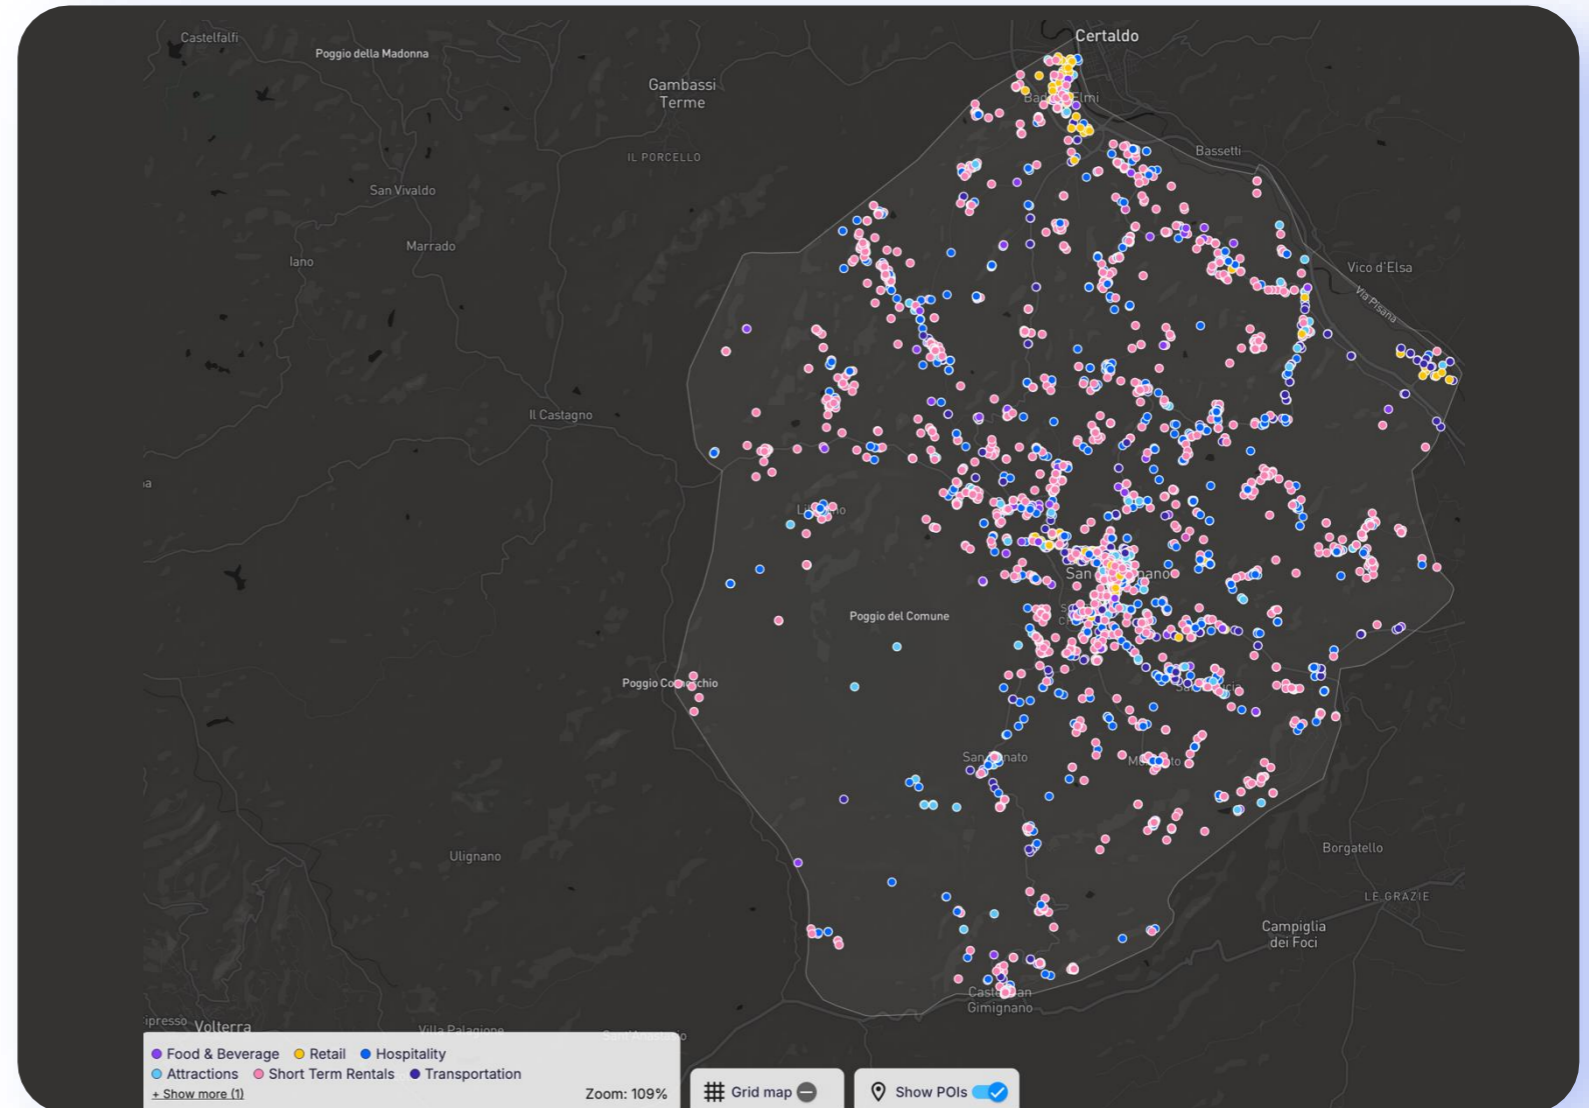 Castelfalfi
Poggio della Madonna
Certaldo
Gambassi
Terme
IL PORCELLO
Bassetti
San Vivaldo
Marrado
Iano
Vico d'Elsa
Via Pisana
Il Castagno
San
Poggio del Comune
Poggio
San
Ulignano
Borgatello
LE GRAZIE
Campiglia
dei Foci
Gimignano
Volterra
Villa Palagione
Food & Beverage
Retail
Hospitality
Attractions
Short Term Rentals
Transportation
+ Show more (1)
Zoom: 109%
Grid map
Show POIs